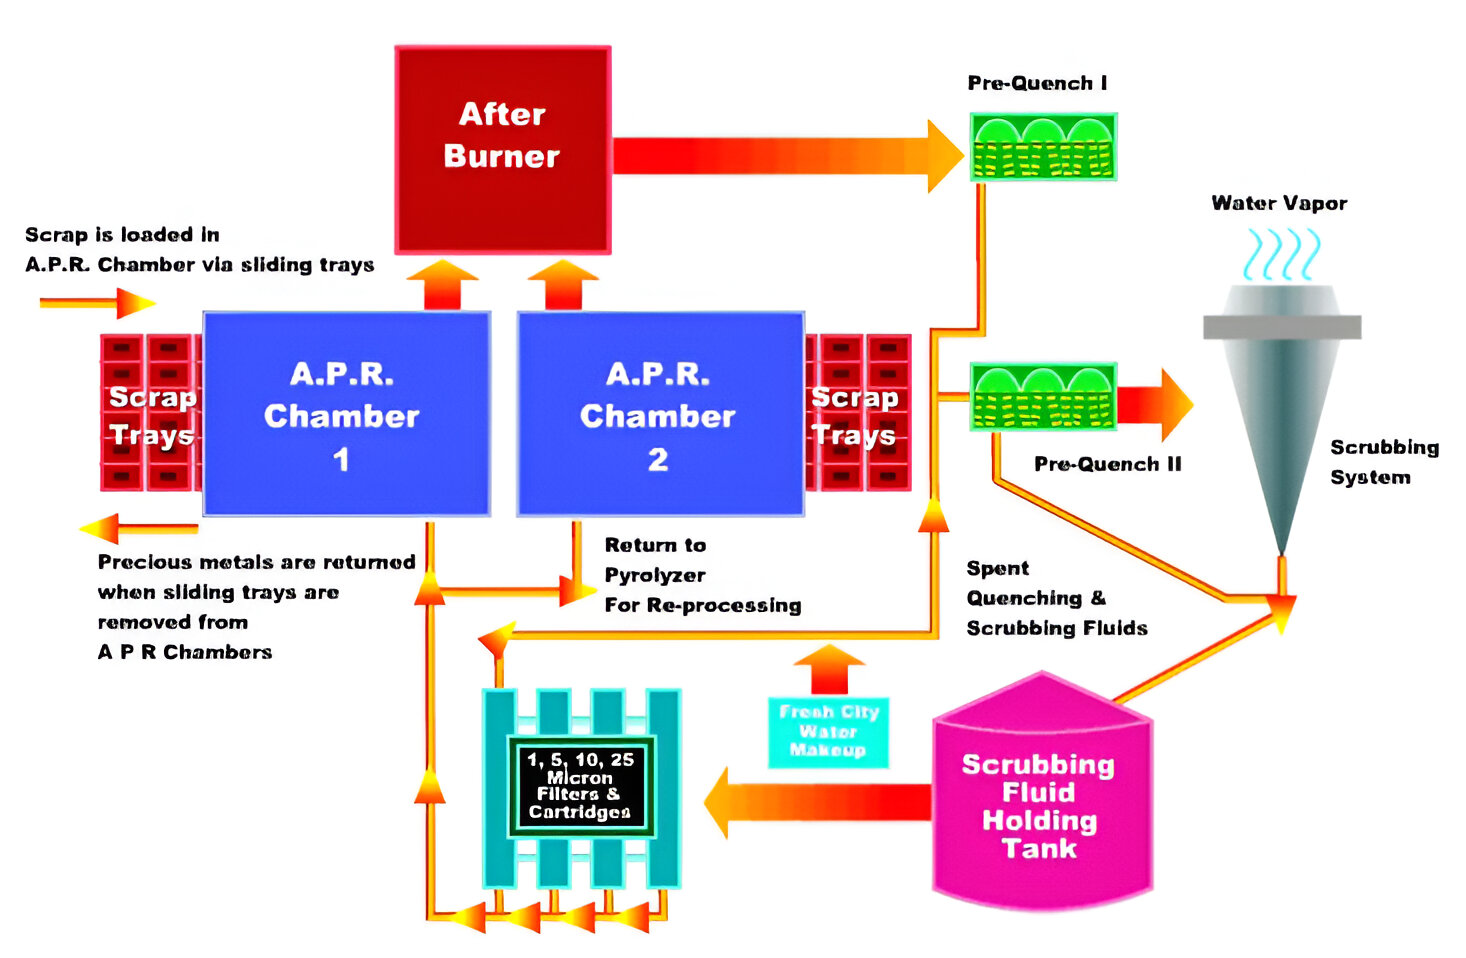 After
Burner
Pre-Quench I
Water Vapor
Scrap is loaded in
A.P.R. Chamber via sliding trays
Scrap
Trays
A.P.R.
Chamber
1
A.P.R.
Chamber
2
Scrap
Trays
Pre-Quench II
Scrubbing
System
Precious metals are returned
when sliding trays are
removed from
A P R Chambers
Return to
Pyrolyzer
For Re-processing
Spent
Quenching &
Scrubbing Fluids
Fresh City
Water
Makeup
1, 5, 10, 25
Micron
Filters &
Cartridges
Scrubbing
Fluid
Holding
Tank